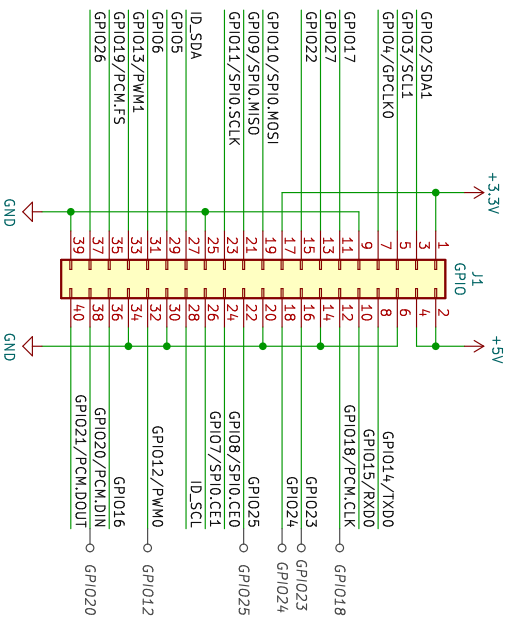 J1
GPIO
+3.3V
+5V
GND
GND
GPIO2/SDA1
GPIO3/SCL1
GPIO4/GPCLK0
GPIO17
GPIO27
GPIO22
GPIO10/SPI0.MOSI
GPIO9/SPI0.MISO
GPIO11/SPI0.SCLK
ID_SDA
GPIO5
GPIO6
GPIO13/PWM1
GPIO19/PCM.FS
GPIO26
1
3
5
7
9
11
13
15
17
19
21
23
25
27
29
31
33
35
37
39
2
4
6
8
10
12
14
16
18
20
22
24
26
28
30
32
34
36
38
40
GPIO14/TXD0
GPIO15/RXD0
GPIO18/PCM.CLK
GPIO23
GPIO24
GPIO25
GPIO8/SPI0.CE0
GPIO7/SPI0.CE1
ID_SCL
GPIO12/PWM0
GPIO16
GPIO20/PCM.DIN
GPIO21/PCM.DOUT
GPIO18
GPIO23
GPIO24
GPIO25
GPIO12
GPIO20